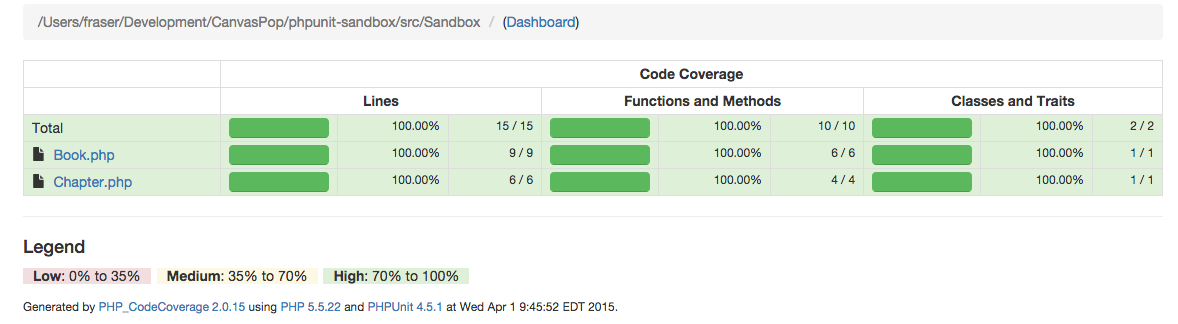 /Users/fraser/Development/CanvasPop/phpunit-sandbox/src/Sandbox / (Dashboard)
Code Coverage
Lines Functions and Methods Classes and Traits
Total 100.00% 15 / 15 100.00% 10 / 10 100.00% 2 / 2
Book.php 100.00% 9 / 9 100.00% 6 / 6 100.00% 1 / 1
Chapter.php 100.00% 6 / 6 100.00% 4 / 4 100.00% 1 / 1
Legend
Low: 0% to 35% Medium: 35% to 70% High: 70% to 100%
Generated by PHP_CodeCoverage 2.0.15 using PHP 5.5.22 and PHPUnit 4.5.1 at Wed Apr 1 9:45:52 EDT 2015.